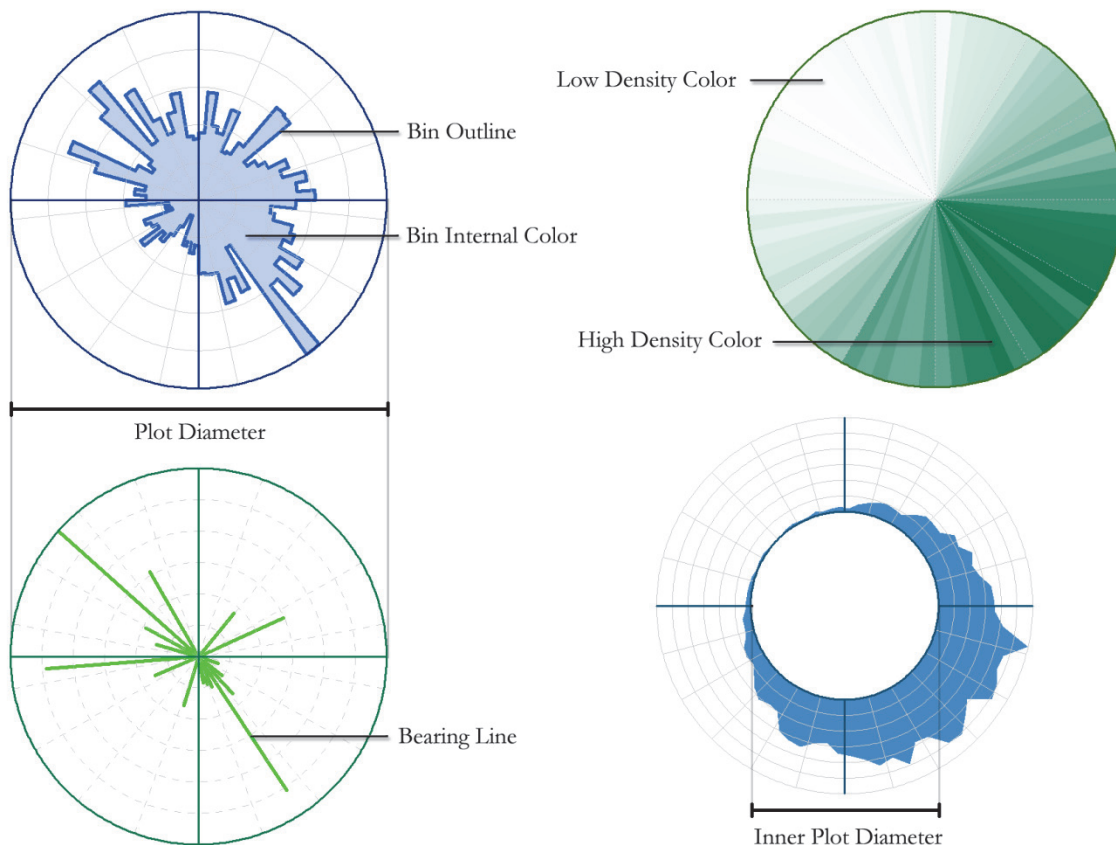 Low Density Color
Bin Outline
Bin Internal Color
High Density Color
Plot Diameter
Bearing Line
Inner Plot Diameter